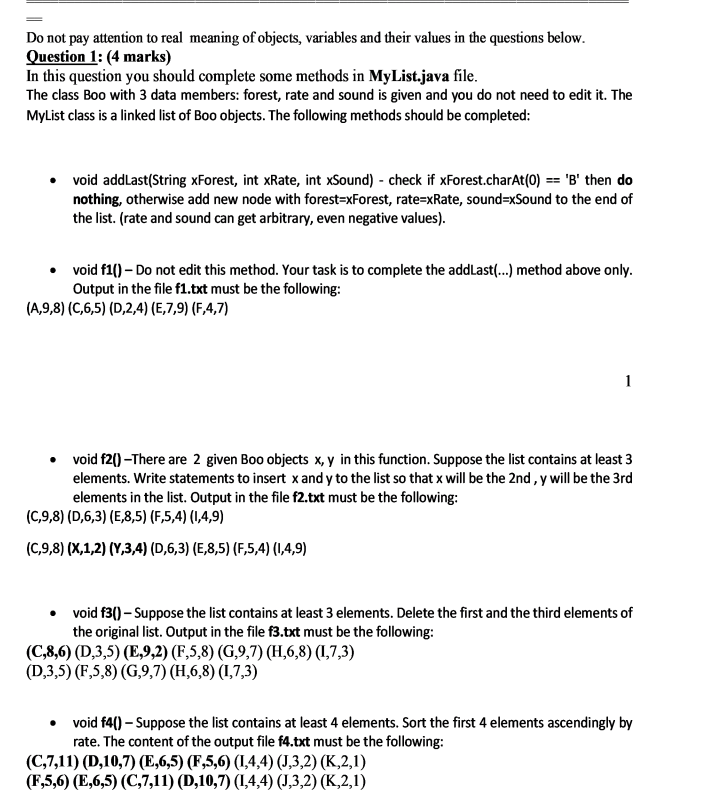 Do not pay attention to real meaning of objects, variables and their values in the questions below.
Question 1: (4 marks)
In this question you should complete some methods in MyList.java file.
The class Boo with 3 data members: forest, rate and sound is given and you do not need to edit it. The
MyList class is a linked list of Boo objects. The following methods should be completed:
• void addLast(String xForest, int xRate, int xSound) - check if xForest.charAt(0) == 'B' then do
nothing, otherwise add new node with forest=xForest, rate=xRate, sound=xSound to the end of
the list. (rate and sound can get arbitrary, even negative values).
• void f1() – Do not edit this method. Your task is to complete the addLast(...) method above only.
Output in the file f1.txt must be the following:
(A,9,8) (C,6,5) (D,2,4) (E,7,9) (F,4,7)
1
• void f2() –There are 2 given Boo objects x, y in this function. Suppose the list contains at least 3
elements. Write statements to insert x and y to the list so that x will be the 2nd , y will be the 3rd
elements in the list. Output in the file f2.txt must be the following:
(C,9,8) (D,6,3) (E,8,5) (F,5,4) (I,4,9)
(C,9,8) (X,1,2) (Y,3,4) (D,6,3) (E,8,5) (F,5,4) (I,4,9)
• void f3() – Suppose the list contains at least 3 elements. Delete the first and the third elements of
the original list. Output in the file f3.txt must be the following:
(C,8,6) (D,3,5) (E,9,2) (F,5,8) (G,9,7) (H,6,8) (I,7,3)
(D,3,5) (F,5,8) (G,9,7) (H,6,8) (I,7,3)
• void f4() – Suppose the list contains at least 4 elements. Sort the first 4 elements ascendingly by
rate. The content of the output file f4.txt must be the following:
(C,7,11) (D,10,7) (E,6,5) (F,5,6) (I,4,4) (J,3,2) (K,2,1)
(F,5,6) (E,6,5) (C,7,11) (D,10,7) (I,4,4) (J,3,2) (K,2,1)